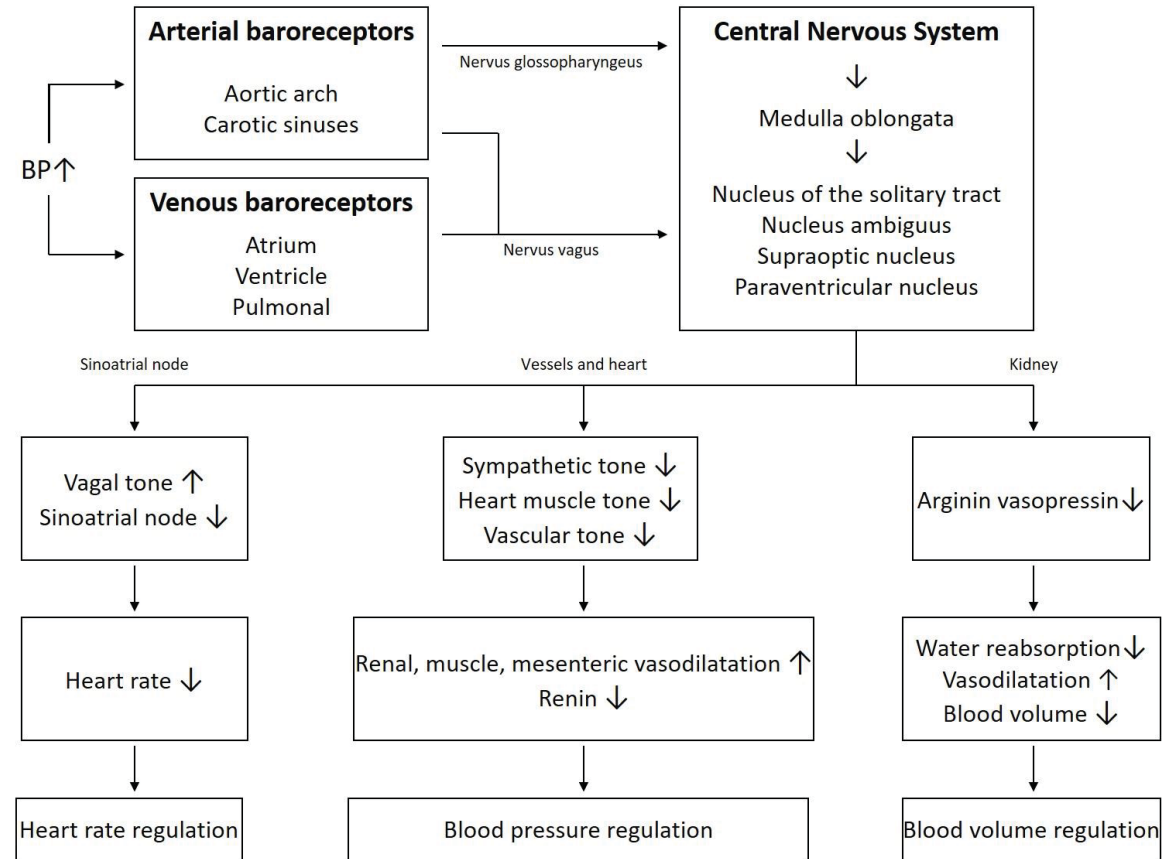 Arterial baroreceptors
Aortic arch
Carotic sinuses
BP↑
Venous baroreceptors
Atrium
Ventricle
Pulmonal
Nervus glossopharyngeus
Nervus vagus
Central Nervous System
↓
Medulla oblongata
↓
Nucleus of the solitary tract
Nucleus ambiguus
Supraoptic nucleus
Paraventricular nucleus
Sinoatrial node
Vessels and heart
Kidney
Vagal tone ↑
Sinoatrial node ↓
Sympathetic tone ↓
Heart muscle tone ↓
Vascular tone ↓
Arginin vasopressin↓
Heart rate ↓
Renal, muscle, mesenteric vasodilatation ↑
Renin ↓
Water reabsorption↓
Vasodilatation ↑
Blood volume ↓
Heart rate regulation
Blood pressure regulation
Blood volume regulation